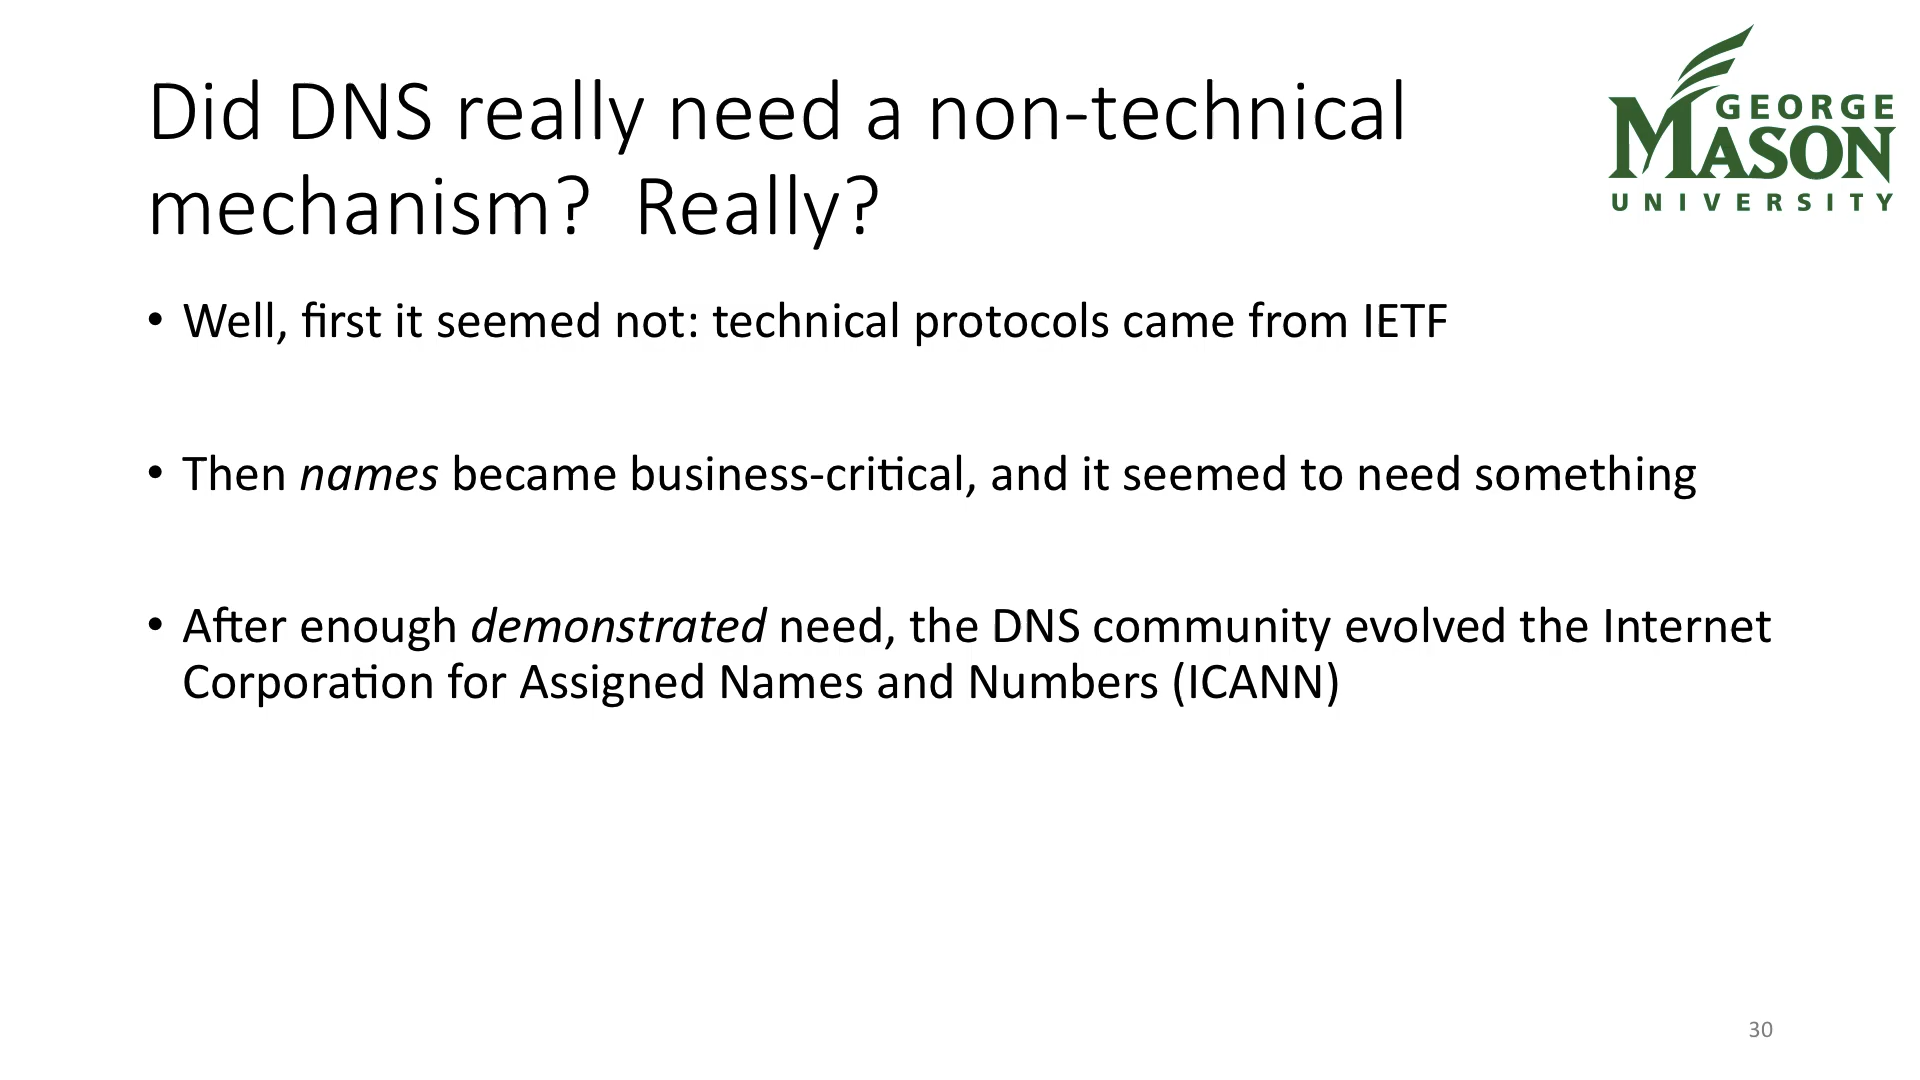 Did DNS really need a non-technical
mechanism?  Really?
GEORGE
MASON
UNIVERSITY
• Well, first it seemed not: technical protocols came from IETF
• Then names became business-critical, and it seemed to need something
• After enough demonstrated need, the DNS community evolved the Internet
Corporation for Assigned Names and Numbers (ICANN)
30